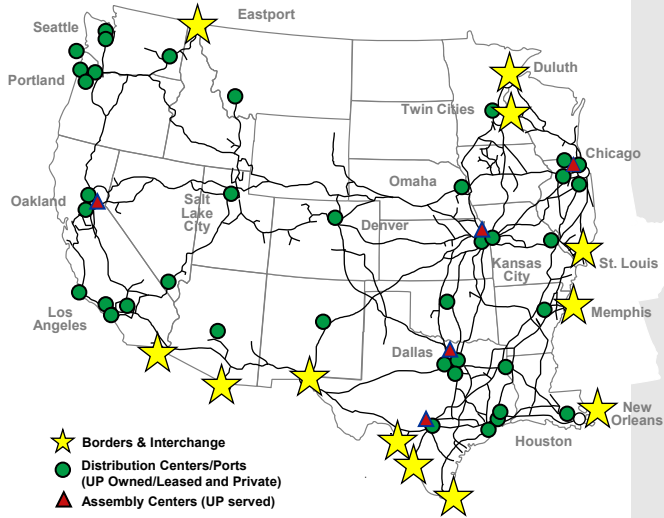 Eastport
Seattle
Duluth
Portland
Twin Cities
Chicago
Omaha
Oakland
Salt
Lake
City
Denver
Kansas
City
St. Louis
Los
Angeles
Memphis
Dallas
New
Orleans
Houston
Borders & Interchange
Distribution Centers/Ports
(UP Owned/Leased and Private)
Assembly Centers (UP served)